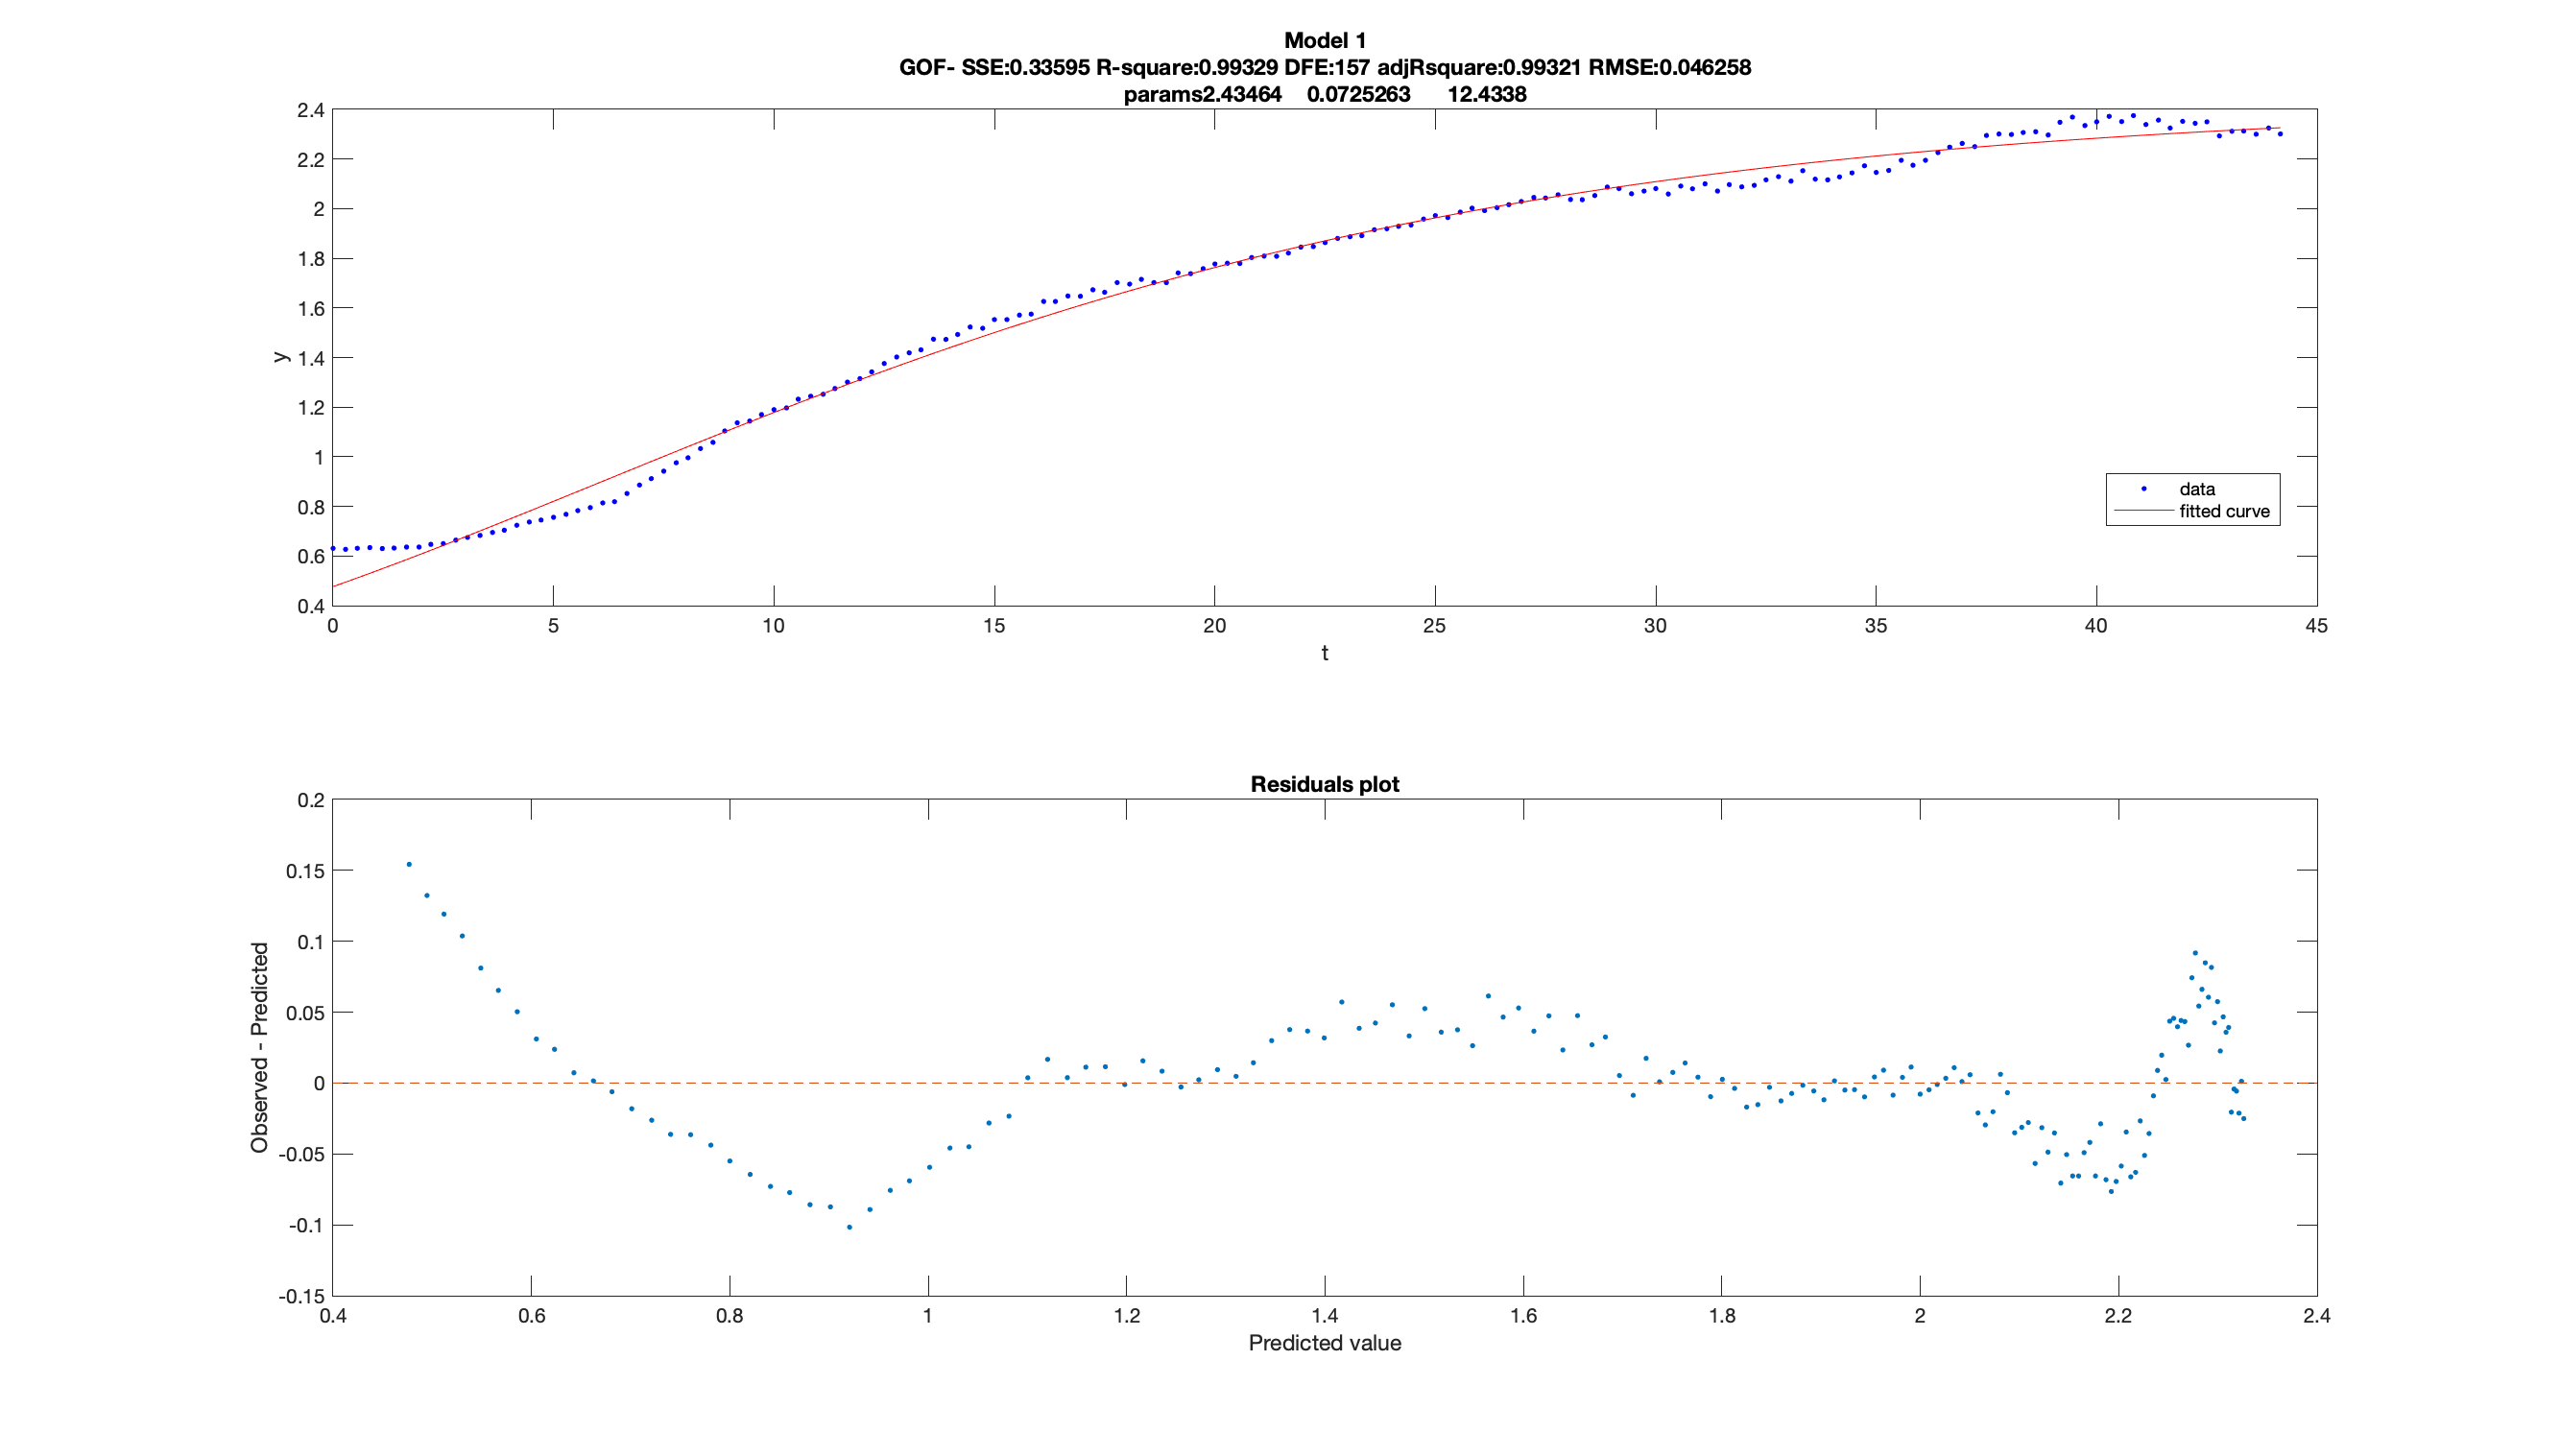 Model 1
GOF- SSE:0.33595 R-square:0.99329 DFE:157 adjRsquare:0.99321 RMSE:0.046258
params2.43464 0.0725263 12.4338
2.4
2.2
2
1.8
1.6
1.4
1.2
1
0.8
0.6
0.4
y
0 5 10 15 20 25 30 35 40 45
t
data
fitted curve
Residuals plot
0.2
0.15
0.1
0.05
0
-0.05
-0.1
-0.15
Observed - Predicted
0.4 0.6 0.8 1 1.2 1.4 1.6 1.8 2 2.2 2.4
Predicted value